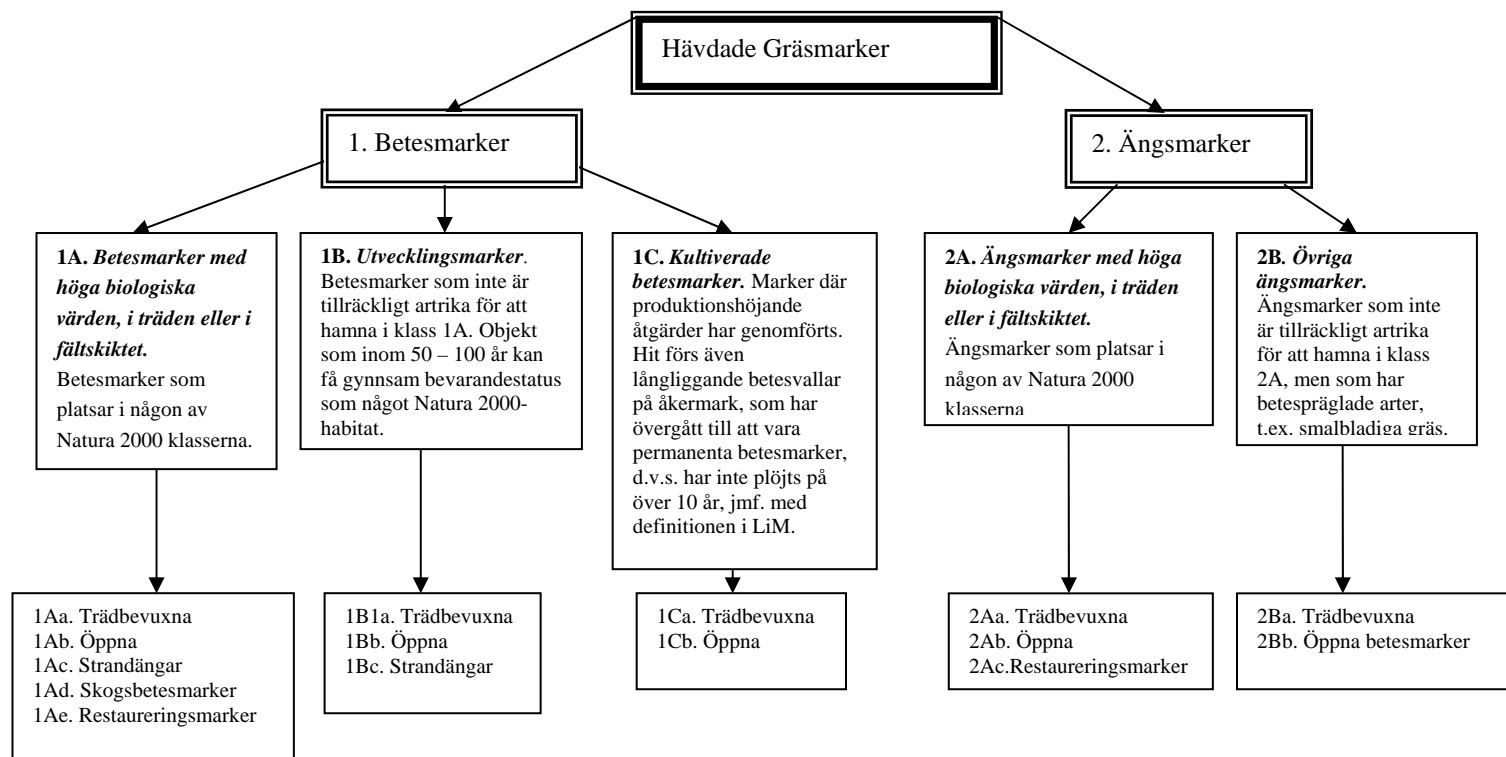 Hävdade Gräsmarker
1. Betesmarker
2. Ängsmarker
1A. Betesmarker med
höga biologiska
värden, i träden eller i
fältskiktet.
Betesmarker som
platsar i någon av
Natura 2000 klasserna.
1B. Utvecklingsmarker.
Betesmarker som inte är
tillräckligt artrika för att
hamna i klass 1A. Objekt
som inom 50 – 100 år kan
få gynnsam bevarandestatus
som något Natura 2000-
habitat.
1C. Kultiverade
betesmarker. Marker där
produktionshöjande
åtgärder har genomförts.
Hit förs även
långliggande betesvallar
på åkermark, som har
övergått till att vara
permanenta betesmarker,
d.v.s. har inte plöjts på
över 10 år, jmf. med
definitionen i LiM.
2A. Ängsmarker med höga
biologiska värden, i träden
eller i fältskiktet.
Ängsmarker som platsar i
någon av Natura 2000
klasserna
2B. Övriga
ängsmarker.
Ängsmarker som inte
är tillräckligt artrika
för att hamna i klass
2A, men som har
betespräglade arter,
t.ex. smalbladiga gräs.
1Aa. Trädbevuxna
1Ab. Öppna
1Ac. Strandängar
1Ad. Skogsbetesmarker
1Ae. Restaureringsmarker
1B1a. Trädbevuxna
1Bb. Öppna
1Bc. Strandängar
1Ca. Trädbevuxna
1Cb. Öppna
2Aa. Trädbevuxna
2Ab. Öppna
2Ac.Restaureringsmarker
2Ba. Trädbevuxna
2Bb. Öppna betesmarker